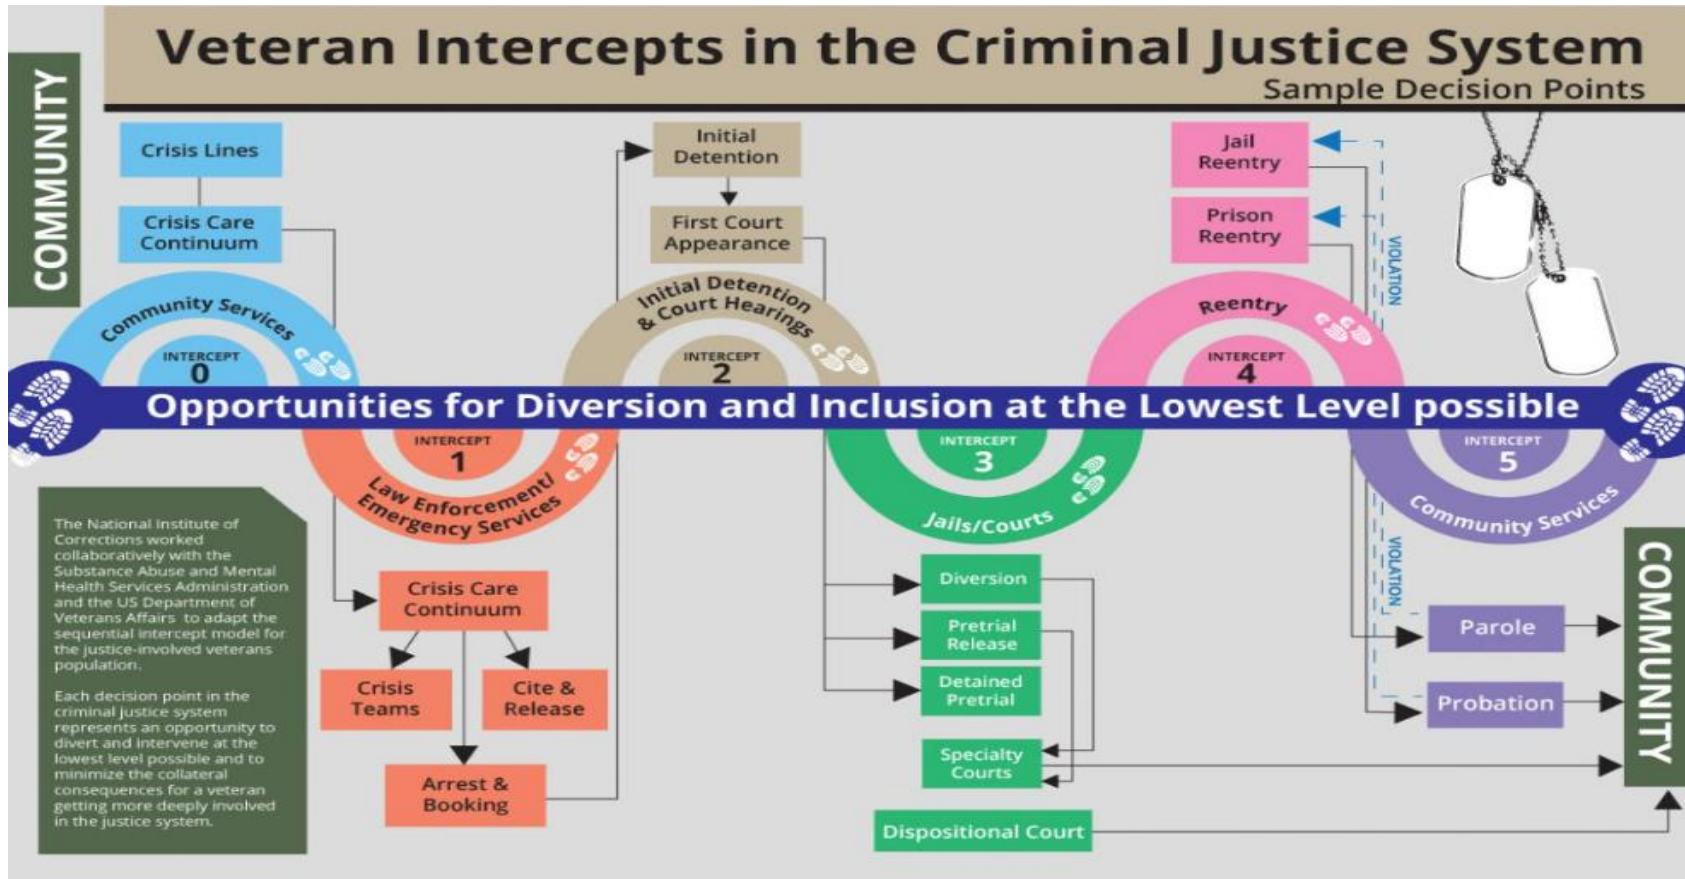 Veteran Intercepts in the Criminal Justice System
Sample Decision Points
COMMUNITY
Crisis Lines
Crisis Care
Continuum
Community Services
INTERCEPT
0
Initial
Detention
First Court
Appearance
Initial Detention
& Court Hearings
INTERCEPT
2
Jail
Reentry
Prison
Reentry
VIOLATION
Reentry
INTERCEPT
4
Opportunities for Diversion and Inclusion at the Lowest Level possible
INTERCEPT
1
Law Enforcement/
Emergency Services
Crisis Care
Continuum
Crisis
Teams
Cite &
Release
Arrest &
Booking
INTERCEPT
3
Jails/Courts
Diversion
Pretrial
Release
Detained
Pretrial
Specialty
Courts
Dispositional Court
INTERCEPT
5
Community Services
VIOLATION
Parole
Probation
COMMUNITY
The National Institute of
Corrections worked
collaboratively with the
Substance Abuse and Mental
Health Services Administration
and the US Department of
Veterans Affairs to adapt the
sequential intercept model for
the justice-involved veterans
population.
Each decision point in the
criminal justice system
represents an opportunity to
divert and intervene at the
lowest level possible and to
minimize the collateral
consequences for a veteran
getting more deeply involved
in the justice system.